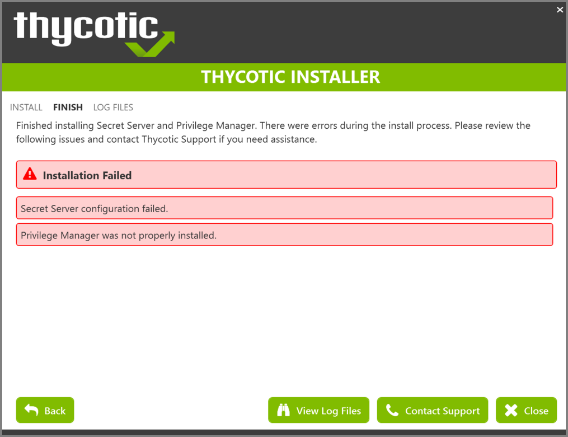 thycotic
THYCOTIC INSTALLER
INSTALL FINISH LOG FILES
Finished installing Secret Server and Privilege Manager. There were errors during the install process. Please review the
following issues and contact Thycotic Support if you need assistance.
Installation Failed
Secret Server configuration failed.
Privilege Manager was not properly installed.
Back View Log Files Contact Support Close